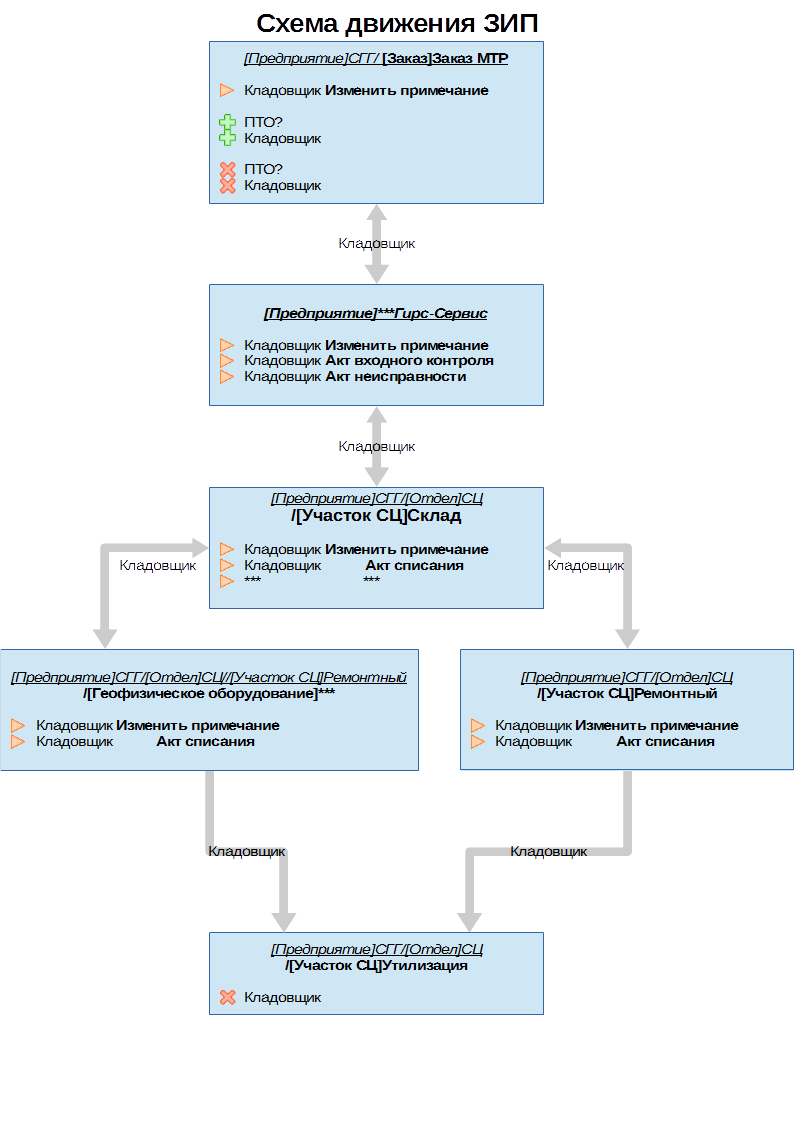 Схема движения ЗИП
[Предприятие]СГГ/ [Заказ]Заказ МТР
Кладовщик Изменить примечание
ПТО?
Кладовщик
ПТО?
Кладовщик
Кладовщик
[Предприятие]***Гирс-Сервис
Кладовщик Изменить примечание
Кладовщик Акт входного контроля
Кладовщик Акт неисправности
Кладовщик
[Предприятие]СГГ/[Отдел]СЦ
/[Участок СЦ]Склад
Кладовщик Изменить примечание
Кладовщик Акт списания
*** ***
Кладовщик
Кладовщик
[Предприятие]СГГ/[Отдел]СЦ//[Участок СЦ]Ремонтный
/[Геофизическое оборудование]***
Кладовщик Изменить примечание
Кладовщик Акт списания
[Предприятие]СГГ/[Отдел]СЦ
/[Участок СЦ]Ремонтный
Кладовщик Изменить примечание
Кладовщик Акт списания
Кладовщик
Кладовщик
[Предприятие]СГГ/[Отдел]СЦ
/[Участок СЦ]Утилизация
Кладовщик